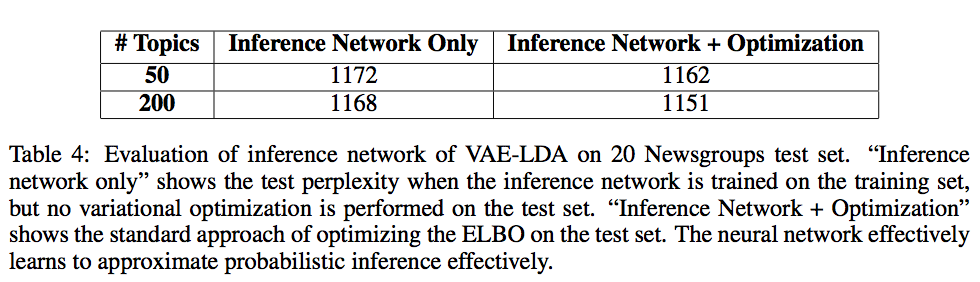 # Topics Inference Network Only Inference Network + Optimization
50 1172 1162
200 1168 1151
Table 4: Evaluation of inference network of VAE-LDA on 20 Newsgroups test set. “Inference
network only” shows the test perplexity when the inference network is trained on the training set,
but no variational optimization is performed on the test set. “Inference Network + Optimization”
shows the standard approach of optimizing the ELBO on the test set. The neural network effectively
learns to approximate probabilistic inference effectively.